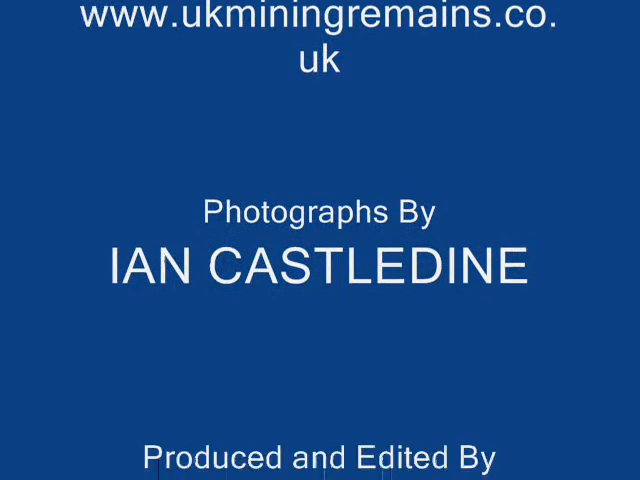 www.ukminingremains.co.
uk
Photographs By
IAN CASTLEDINE
Produced and Edited By